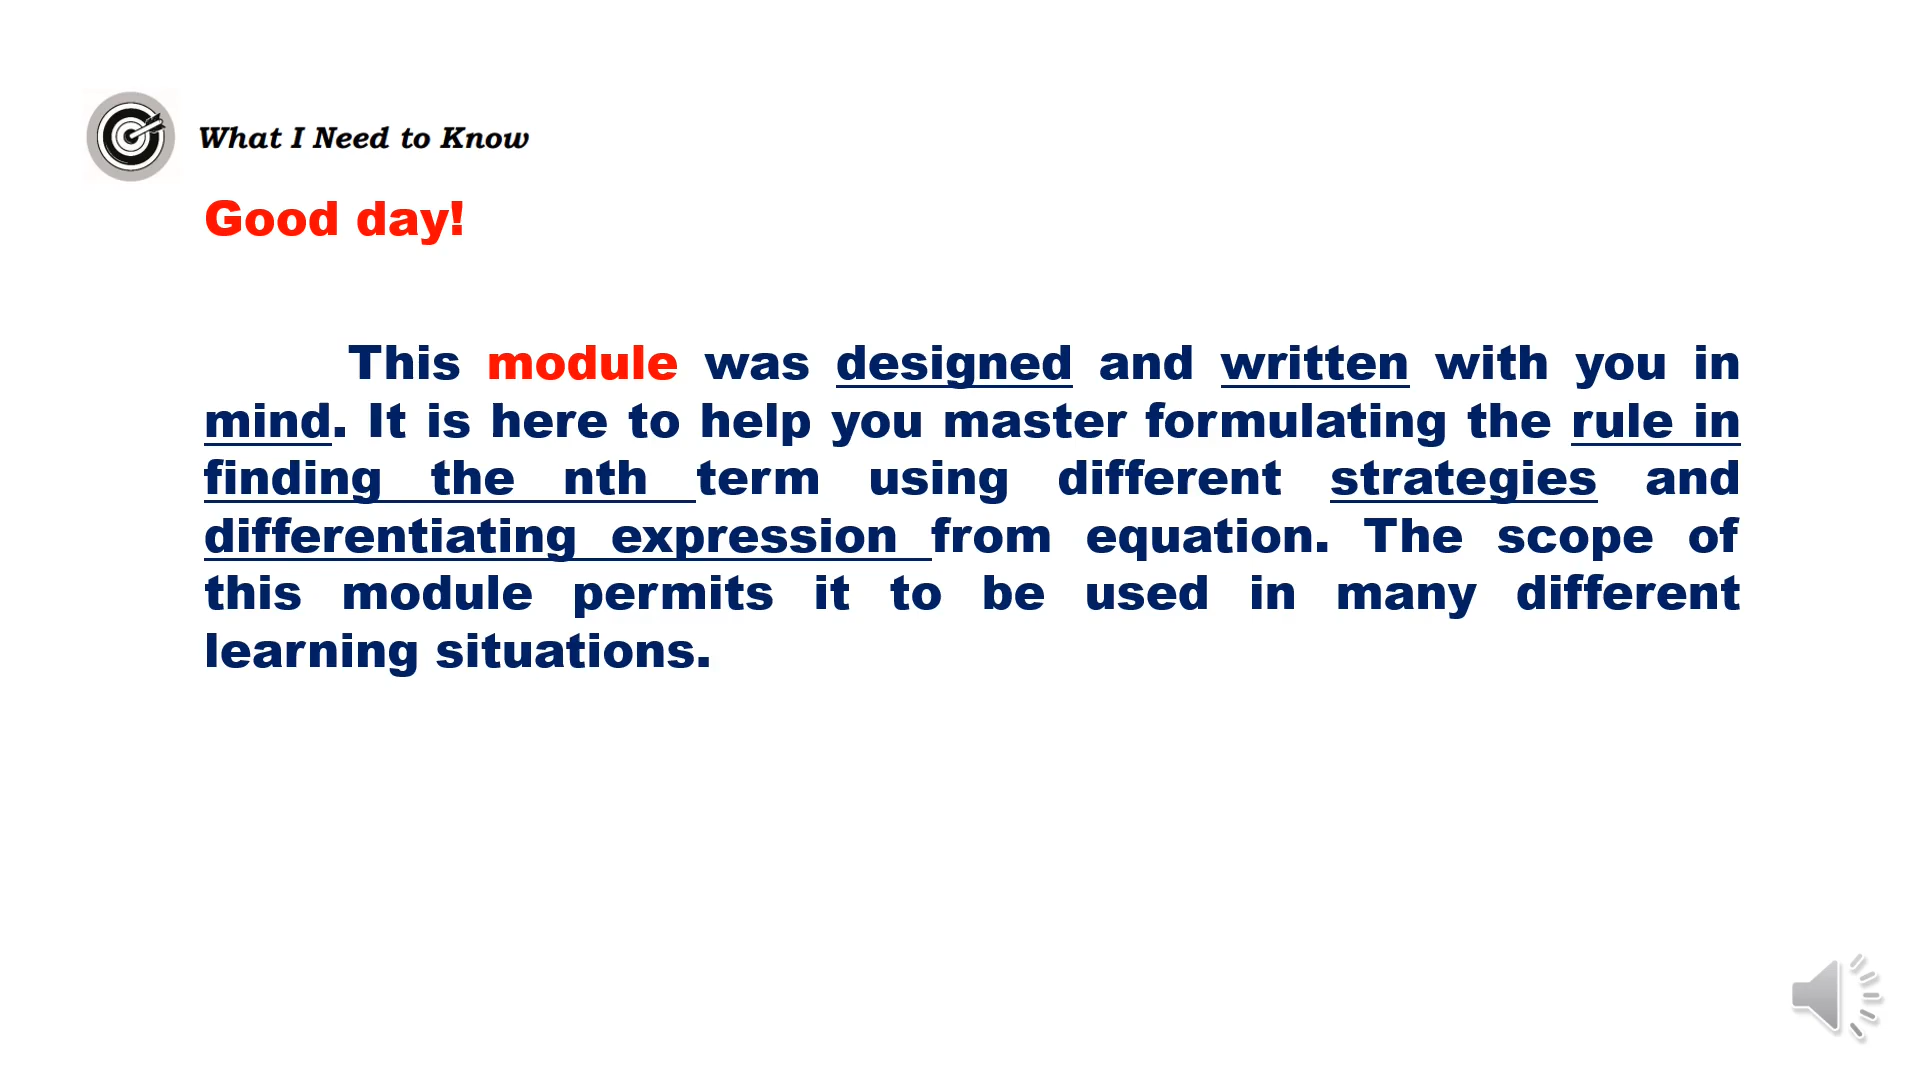 What I Need to Know
Good day!
This module was designed and written with you in
mind. It is here to help you master formulating the rule in
finding the nth term using different strategies and
differentiating expression from equation. The scope of
this module permits it to be used in many different
learning situations.